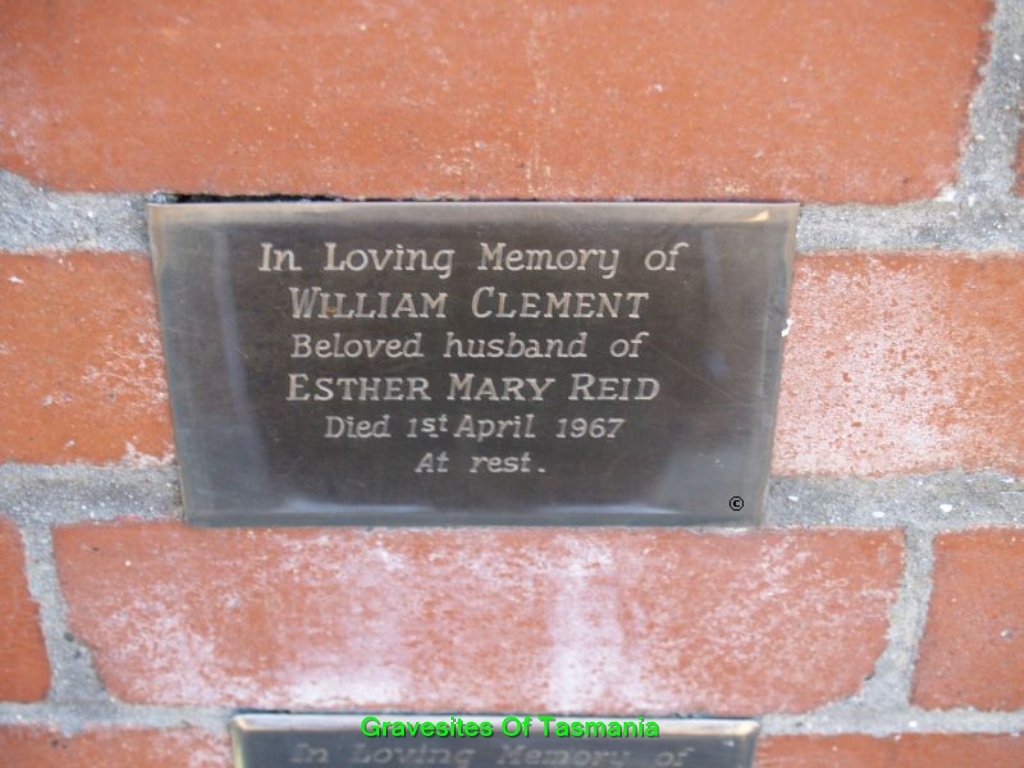 In Loving Memory of
WILLIAM CLEMENT
Beloved husband of
ESTHER MARY REID
Died 1st April 1967
At rest.
©
Gravesites Of Tasmania
In Loving Memory of